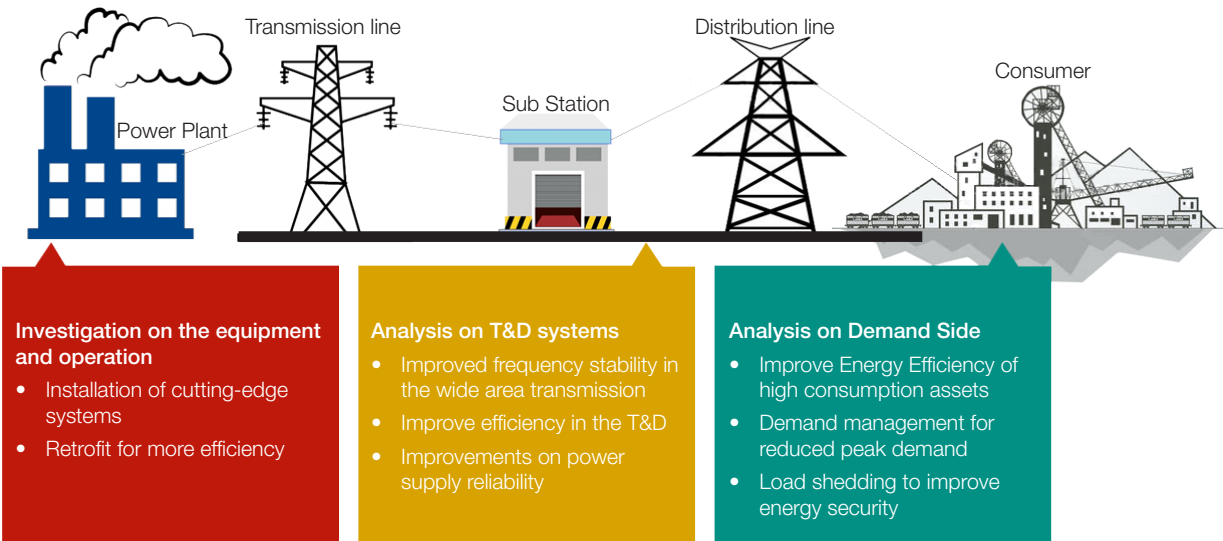 Transmission line
Distribution line
Consumer
Sub Station
Power Plant
Investigation on the equipment
and operation
• Installation of cutting-edge
systems
• Retrofit for more efficiency
Analysis on T&D systems
• Improved frequency stability in
the wide area transmission
• Improve efficiency in the T&D
• Improvements on power
supply reliability
Analysis on Demand Side
• Improve Energy Efficiency of
high consumption assets
• Demand management for
reduced peak demand
• Load shedding to improve
energy security